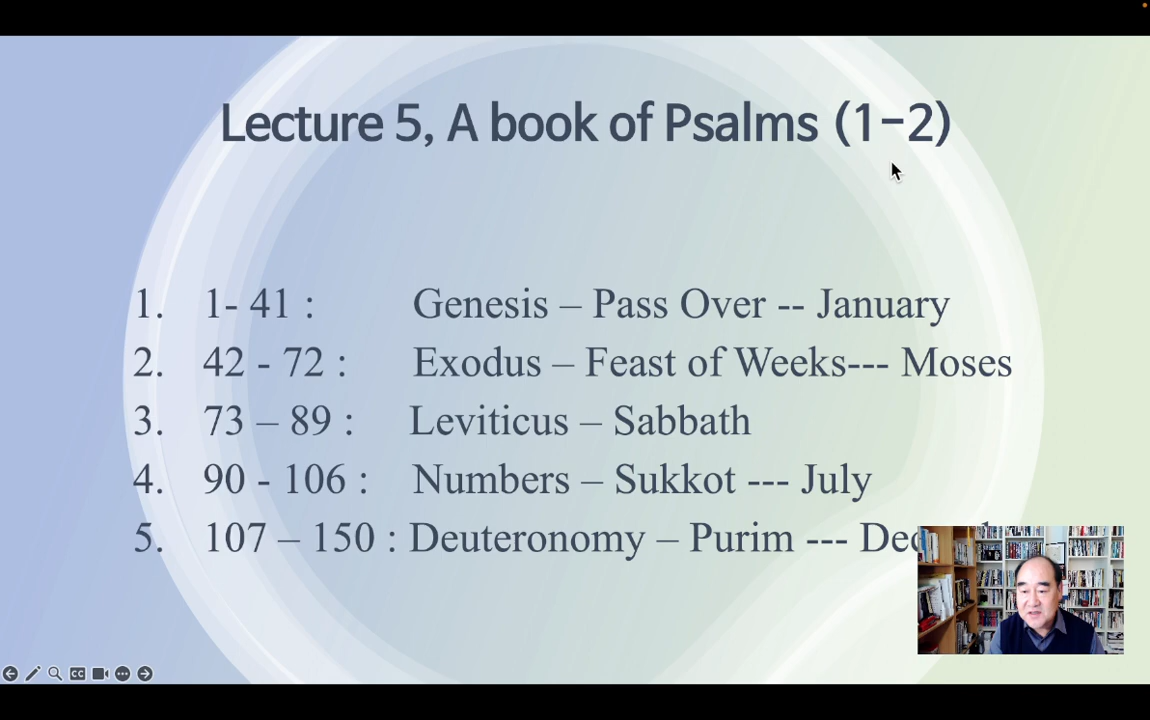 Lecture 5, A book of Psalms (1-2)
1. 1- 41 : Genesis – Pass Over -- January
2. 42 - 72 : Exodus – Feast of Weeks--- Moses
3. 73 – 89 : Leviticus – Sabbath
4. 90 - 106 : Numbers – Sukkot --- July
5. 107 – 150 : Deuteronomy – Purim ---
CC